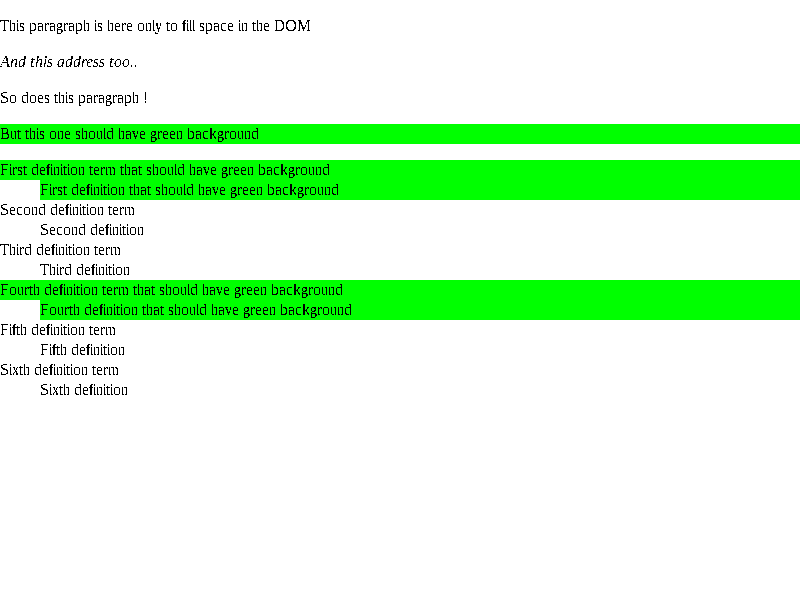 This paragraph is here only to fill space in the DOM
And this address too..
So does this paragraph !
But this one should have green background
First definition term that should have green background
First definition that should have green background
Second definition term
Second definition
Third definition term
Third definition
Fourth definition term that should have green background
Fourth definition that should have green background
Fifth definition term
Fifth definition
Sixth definition term
Sixth definition